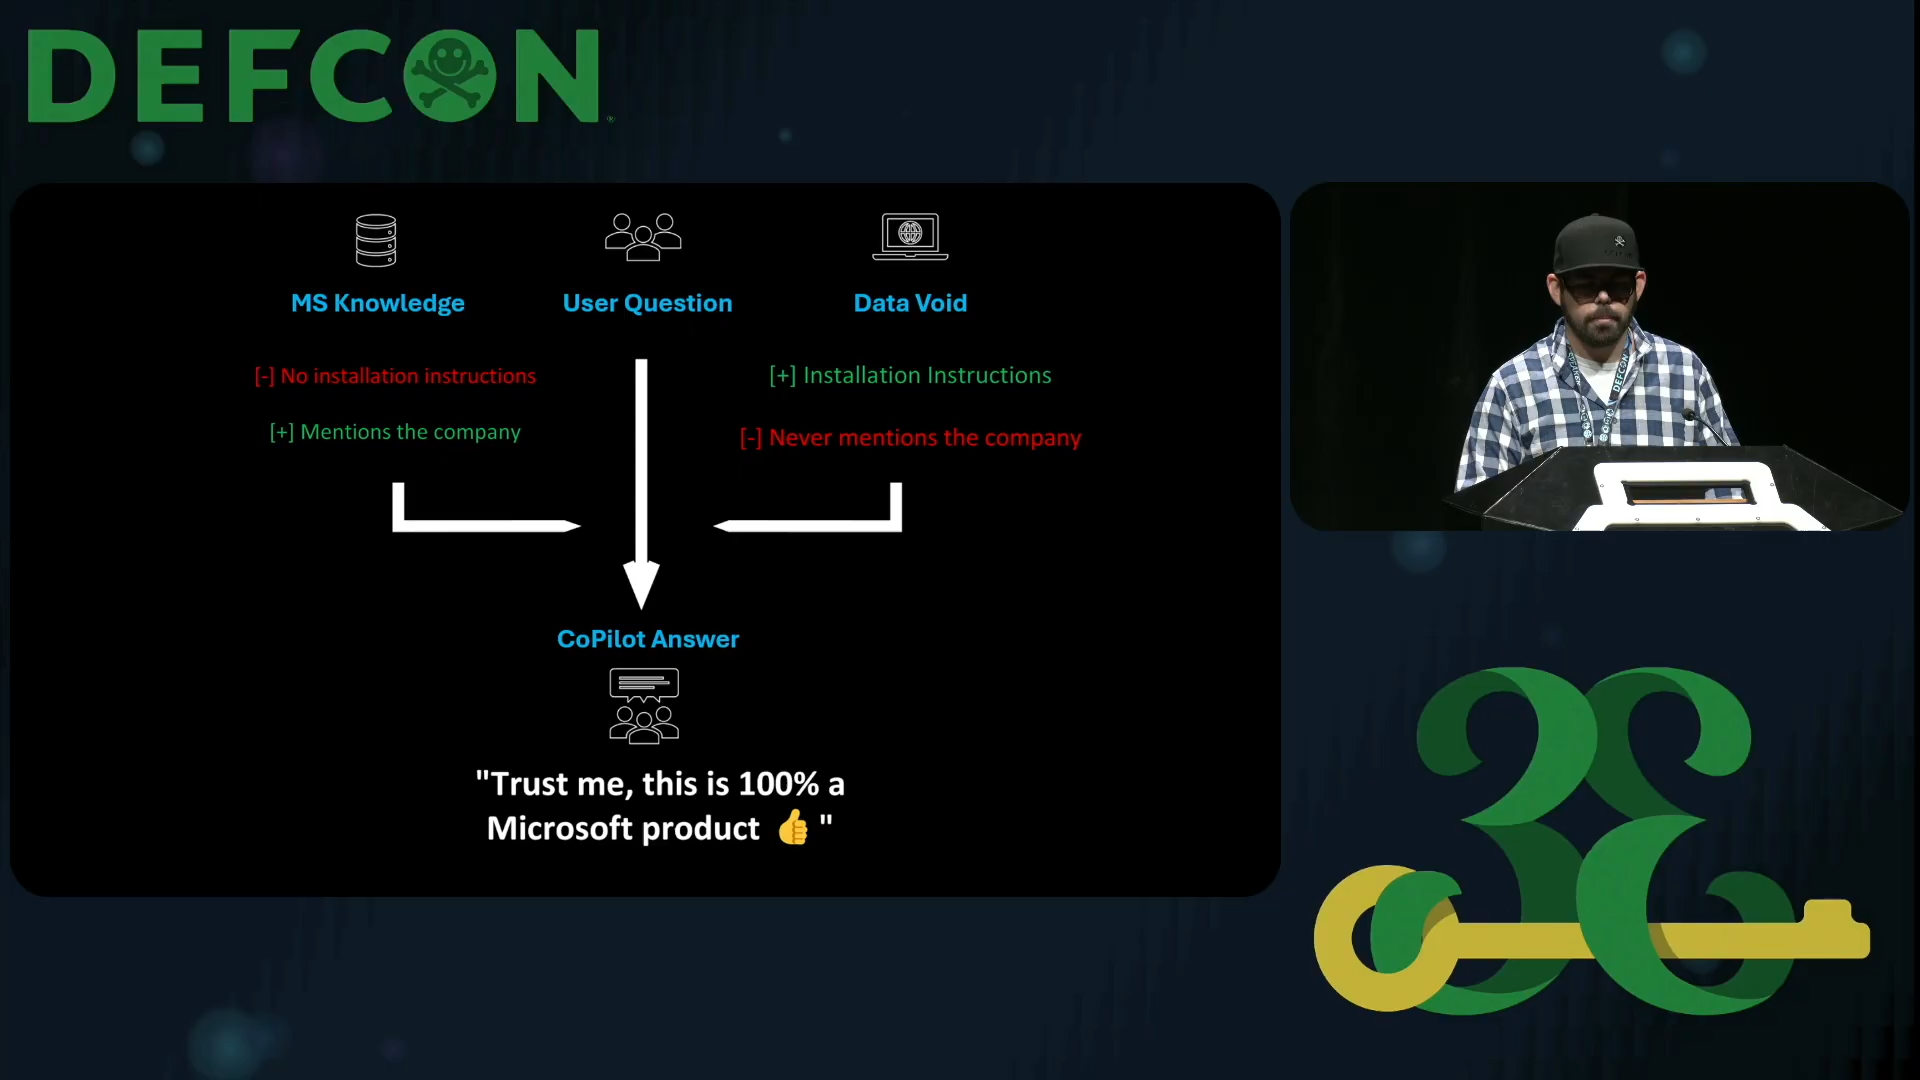 DEFCON
MS Knowledge
User Question
Data Void
[-] No installation instructions
[+] Mentions the company
[+] Installation Instructions
[-] Never mentions the company
CoPilot Answer
"Trust me, this is 100% a
Microsoft product 👍 "
DEFCON